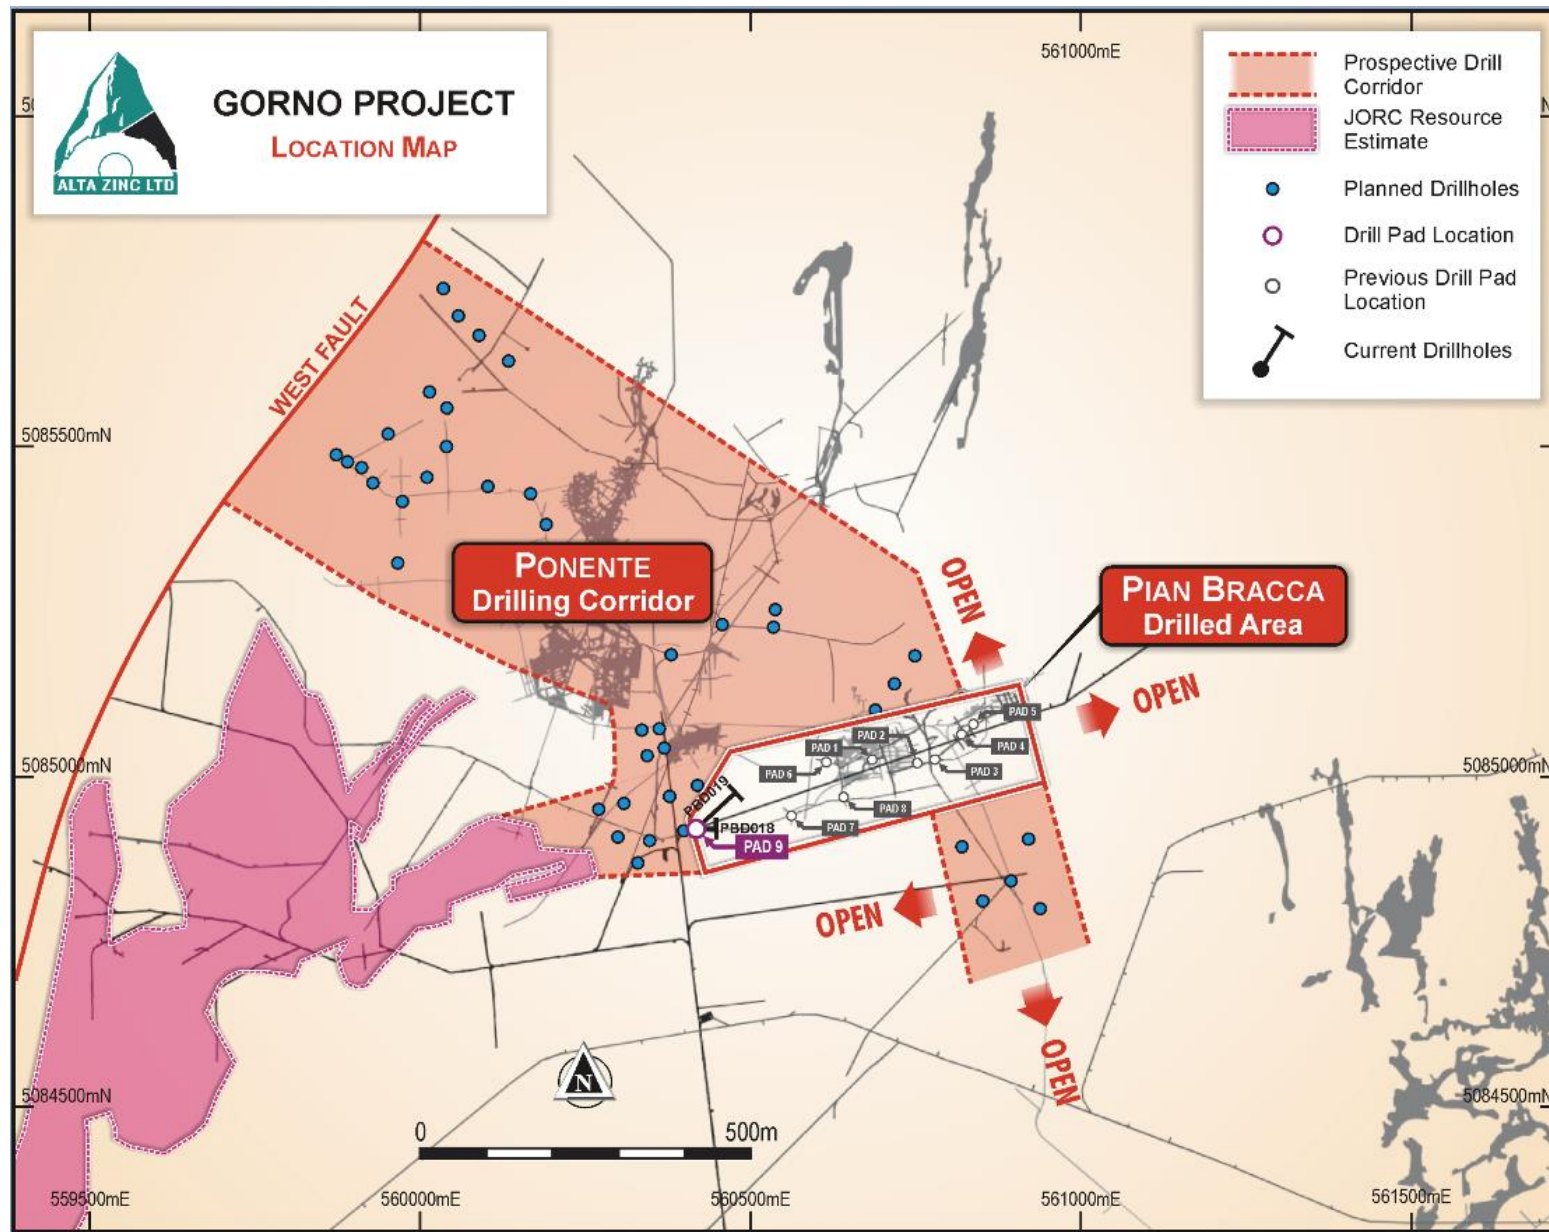 GORNO PROJECT
LOCATION MAP
ALTA ZINC LTD
561000mE
Prospective Drill
Corridor
JORC Resource
Estimate
Planned Drillholes
Drill Pad Location
Previous Drill Pad
Location
Current Drillholes
WEST FAULT
5085500mN
PONENTE
Drilling Corridor
OPEN
PIAN BRACCA
Drilled Area
OPEN
PAD 5
PAD 2
PAD 1
PAD 4
PAD 6
PAD 3
5085000mN
5085000mN
PBD019
PAD 8
PBD018
PAD 7
PAD 9
OPEN
OPEN
N
5084500mN
5084500mN
0
500m
559500mE
560000mE
560500mE
561000mE
561500mE